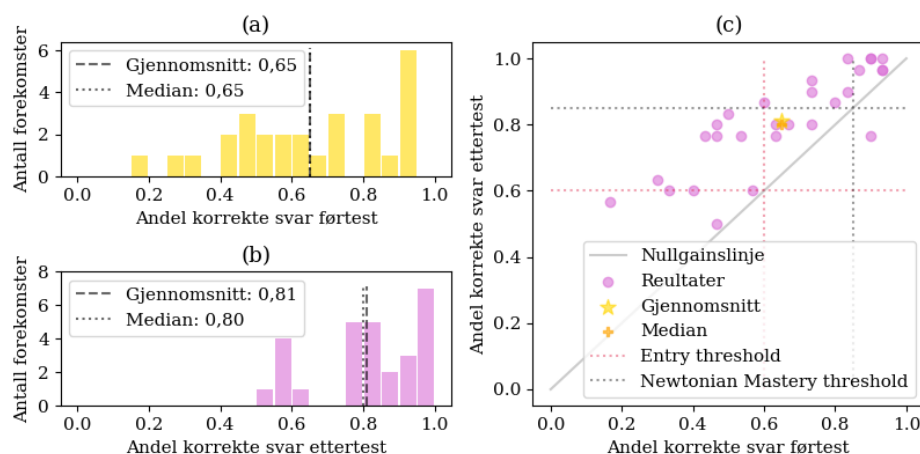 (a)
Antall forekomster
6
4
2
0
Gjennomsnitt: 0,65
Median: 0,65
0.0 0.2 0.4 0.6 0.8 1.0
Andel korrekte svar førtest
(b)
Antall forekomster
8
6
4
2
0
Gjennomsnitt: 0,81
Median: 0,80
0.0 0.2 0.4 0.6 0.8 1.0
Andel korrekte svar ettertest
(c)
Andel korrekte svar ettertest
1.0
0.8
0.6
0.4
0.2
0.0
Nullgainslinje
Reultater
Gjennomsnitt
Median
Entry threshold
Newtonian Mastery threshold
0.0 0.2 0.4 0.6 0.8 1.0
Andel korrekte svar førtest